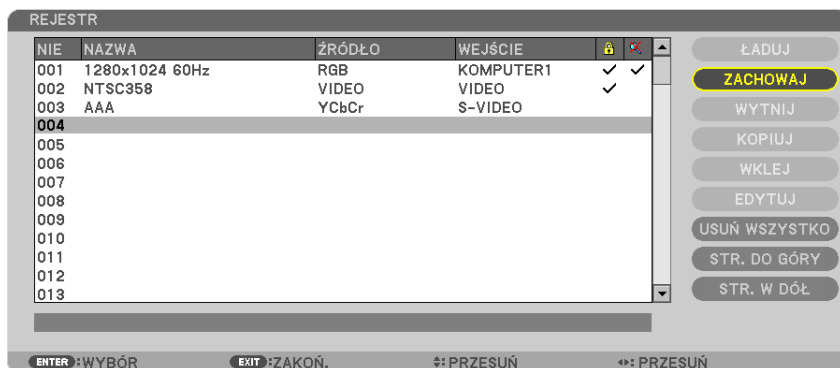 REJESTR
NIE NAZWA ŹRÓDŁO WEJŚCIE
001 1280x1024 60Hz RGB KOMPUTER1 ✓ ✓
002 NTSC358 VIDEO VIDEO ✓
003 AAA YCbCr S-VIDEO
004
005
006
007
008
009
010
011
012
013
ŁADUJ
ZACHOWAJ
WYTNIJ
KOPIUJ
WKLEJ
EDYTUJ
USUŃ WSZYSTKO
STR. DO GÓRY
STR. W DÓŁ
ENTER :WYBÓR EXIT :ZAKOŃ. :PRZESUŃ :PRZESUŃ